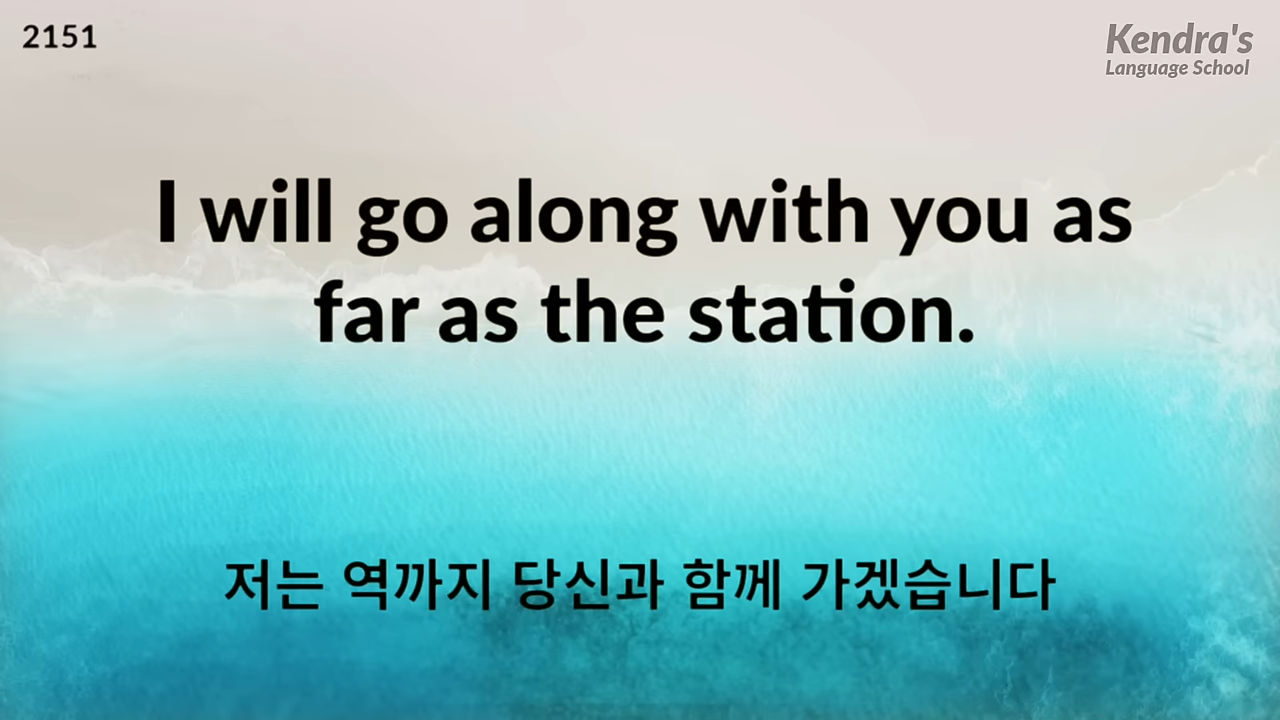 2151
Kendra's
Language School
I will go along with you as
far as the station.
저는 역까지 당신과 함께 가겠습니다